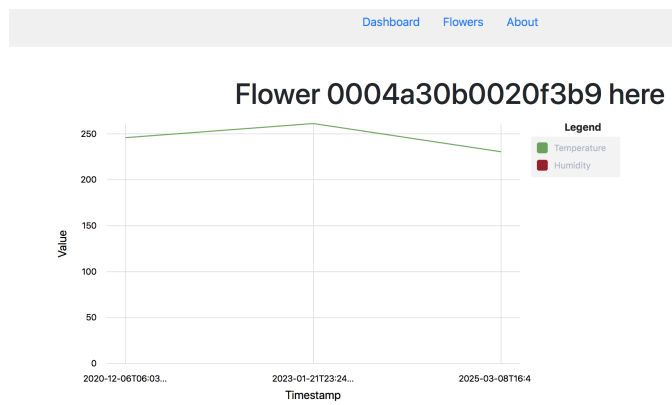 Dashboard Flowers About
Flower 0004a30b0020f3b9 here
Legend
Temperature
Humidity
Value
250
200
150
100
50
0
2020-12-06T06:03... 2023-01-21T23:24... 2025-03-08T16:4
Timestamp